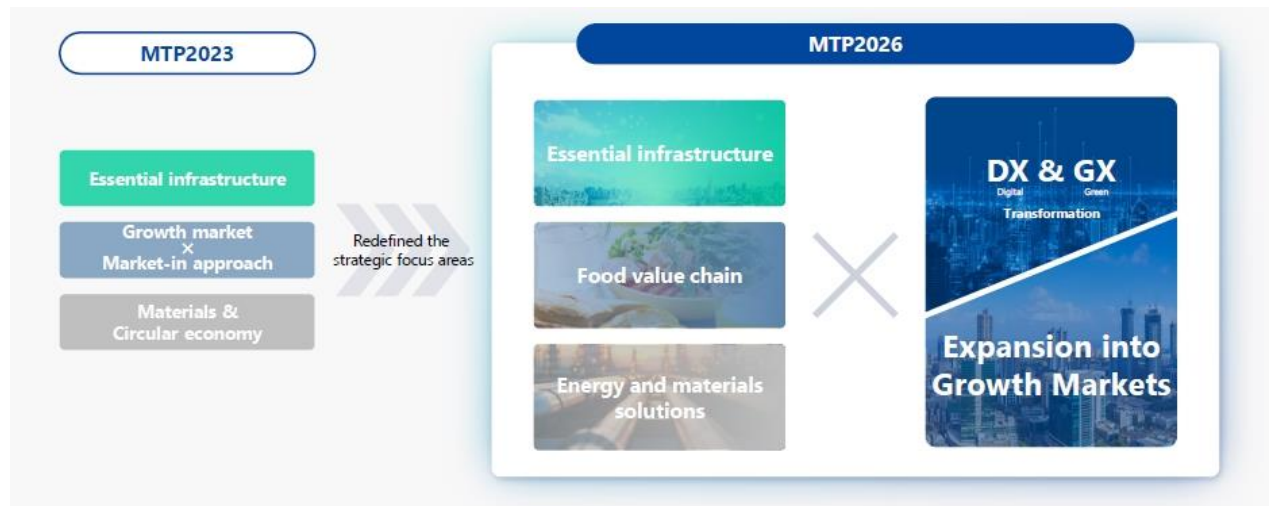 MTP2023
Essential infrastructure
Growth market
×
Market-in approach
Materials &
Circular economy
Redefined the
strategic focus areas
MTP2026
Essential infrastructure
Food value chain
Energy and materials
solutions
×
DX & GX
Digital Green
Transformation
Expansion into
Growth Markets